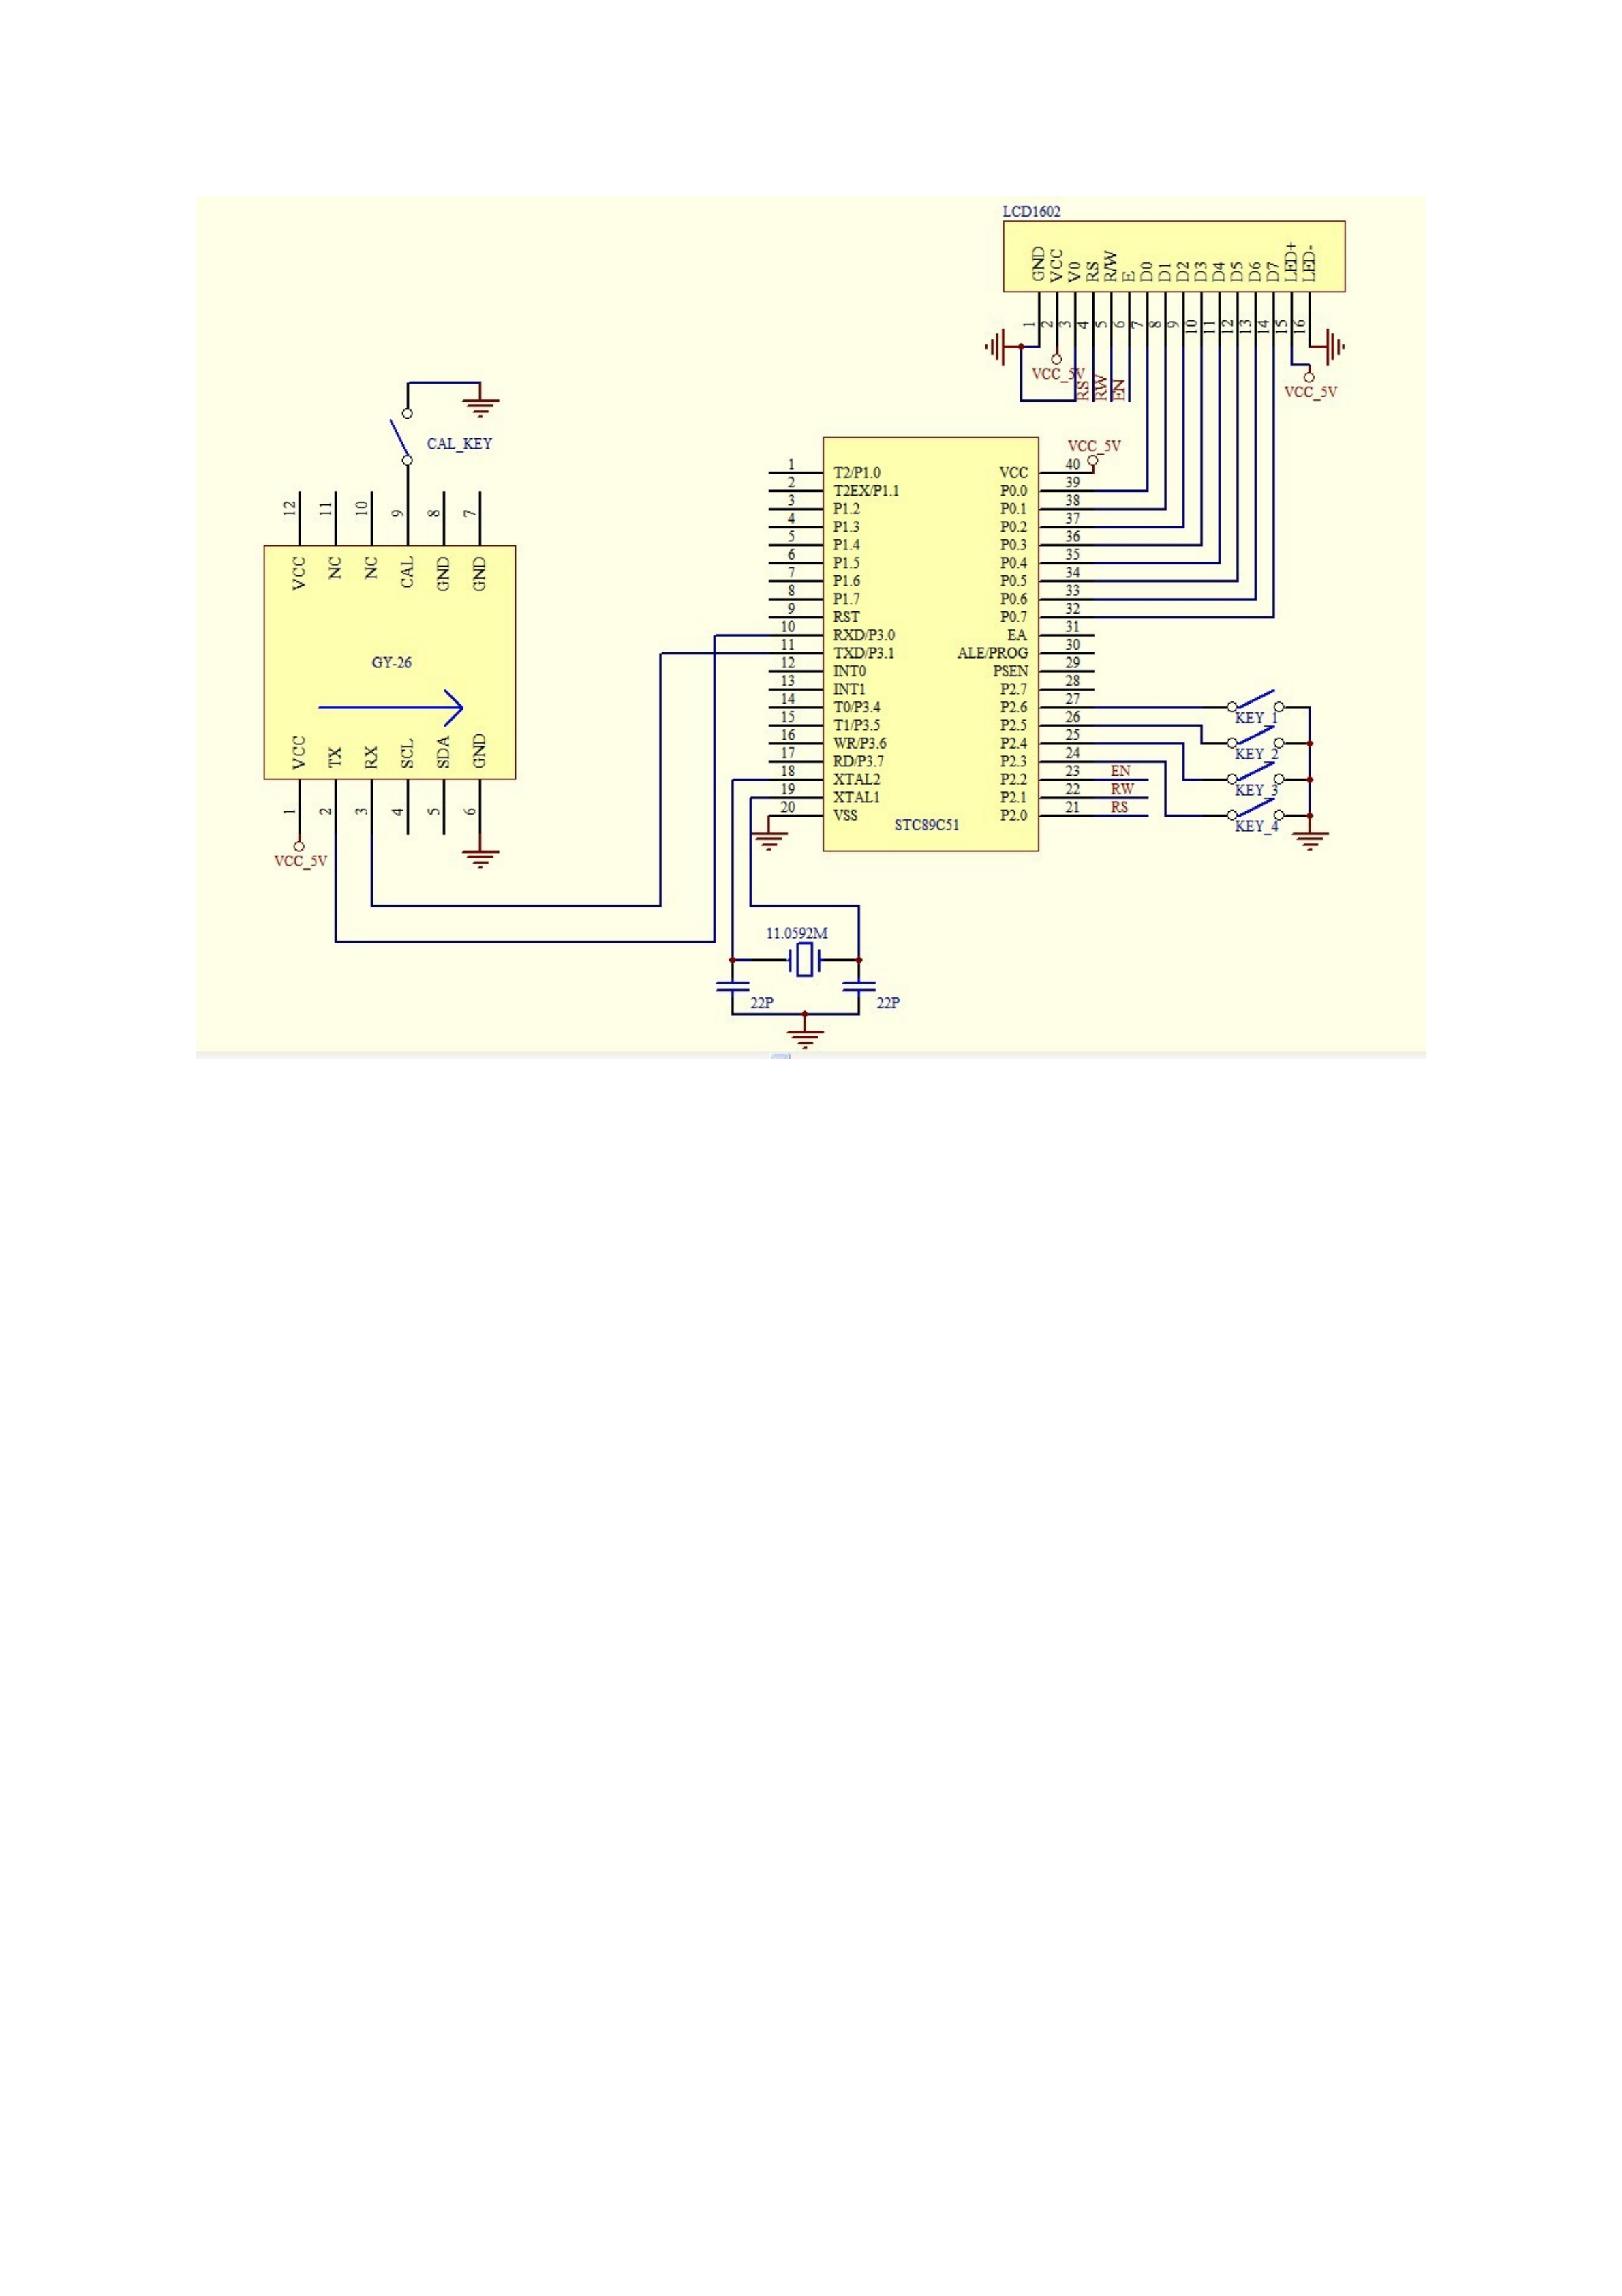 LCD1602
GND VCC V0 RS R/W E D0 D1 D2 D3 D4 D5 D6 D7 LED+ LED-
1 2 3 4 5 6 7 8 9 10 11 12 13 14 15 16
VCC_5V
RS RW EN
VCC_5V
CAL_KEY
12 11 10 9 8 7
VCC NC NC CAL GND GND
GY-26
VCC TX RX SCL SDA GND
1 2 3 4 5 6
VCC_5V
VCC_5V
1 T2/P1.0 VCC 40
2 T2EX/P1.1 P0.0 39
3 P1.2 P0.1 38
4 P1.3 P0.2 37
5 P1.4 P0.3 36
6 P1.5 P0.4 35
7 P1.6 P0.5 34
8 P1.7 P0.6 33
9 RST P0.7 32
10 RXD/P3.0 EA 31
11 TXD/P3.1 ALE/PROG 30
12 INT0 PSEN 29
13 INT1 P2.7 28
14 T0/P3.4 P2.6 27
15 T1/P3.5 P2.5 26
16 WR/P3.6 P2.4 25
17 RD/P3.7 P2.3 24
18 XTAL2 P2.2 23 EN
19 XTAL1 P2.1 22 RW
20 VSS P2.0 21 RS
STC89C51
KEY_1
KEY_2
KEY_3
KEY_4
11.0592M
22P 22P